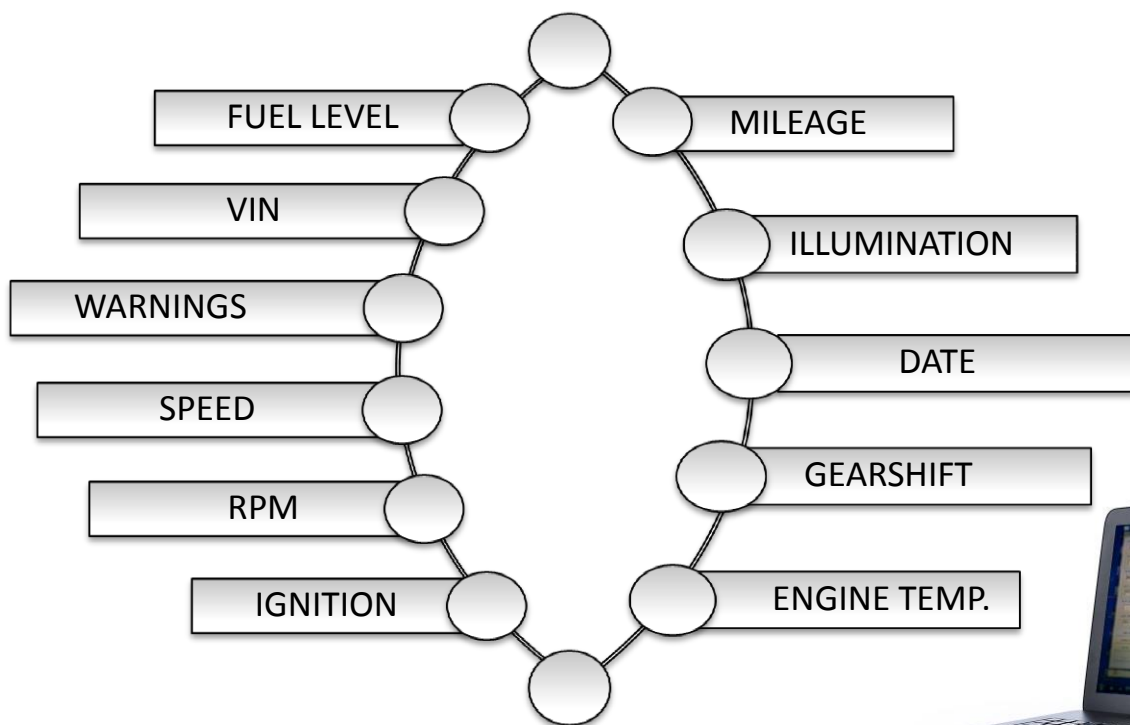 FUEL LEVEL
MILEAGE
VIN
ILLUMINATION
WARNINGS
DATE
SPEED
GEARSHIFT
RPM
IGNITION
ENGINE TEMP.